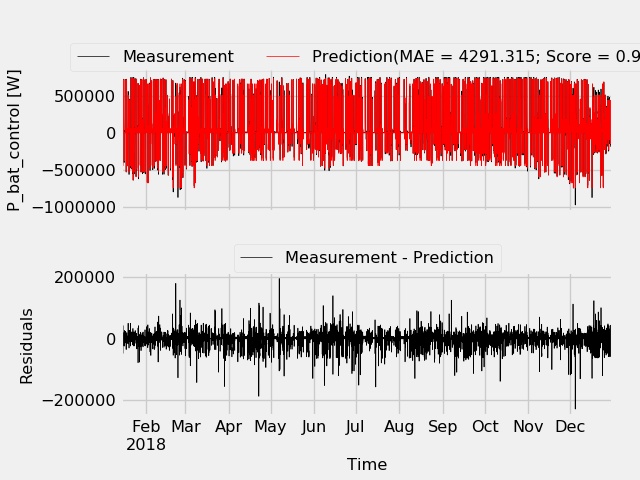 Measurement Prediction(MAE = 4291.315; Score = 0.9
P_bat_control [W]
500000
0
−500000
−1000000
Measurement - Prediction
Residuals
200000
0
−200000
Feb Mar Apr May Jun Jul Aug Sep Oct Nov Dec
2018
Time